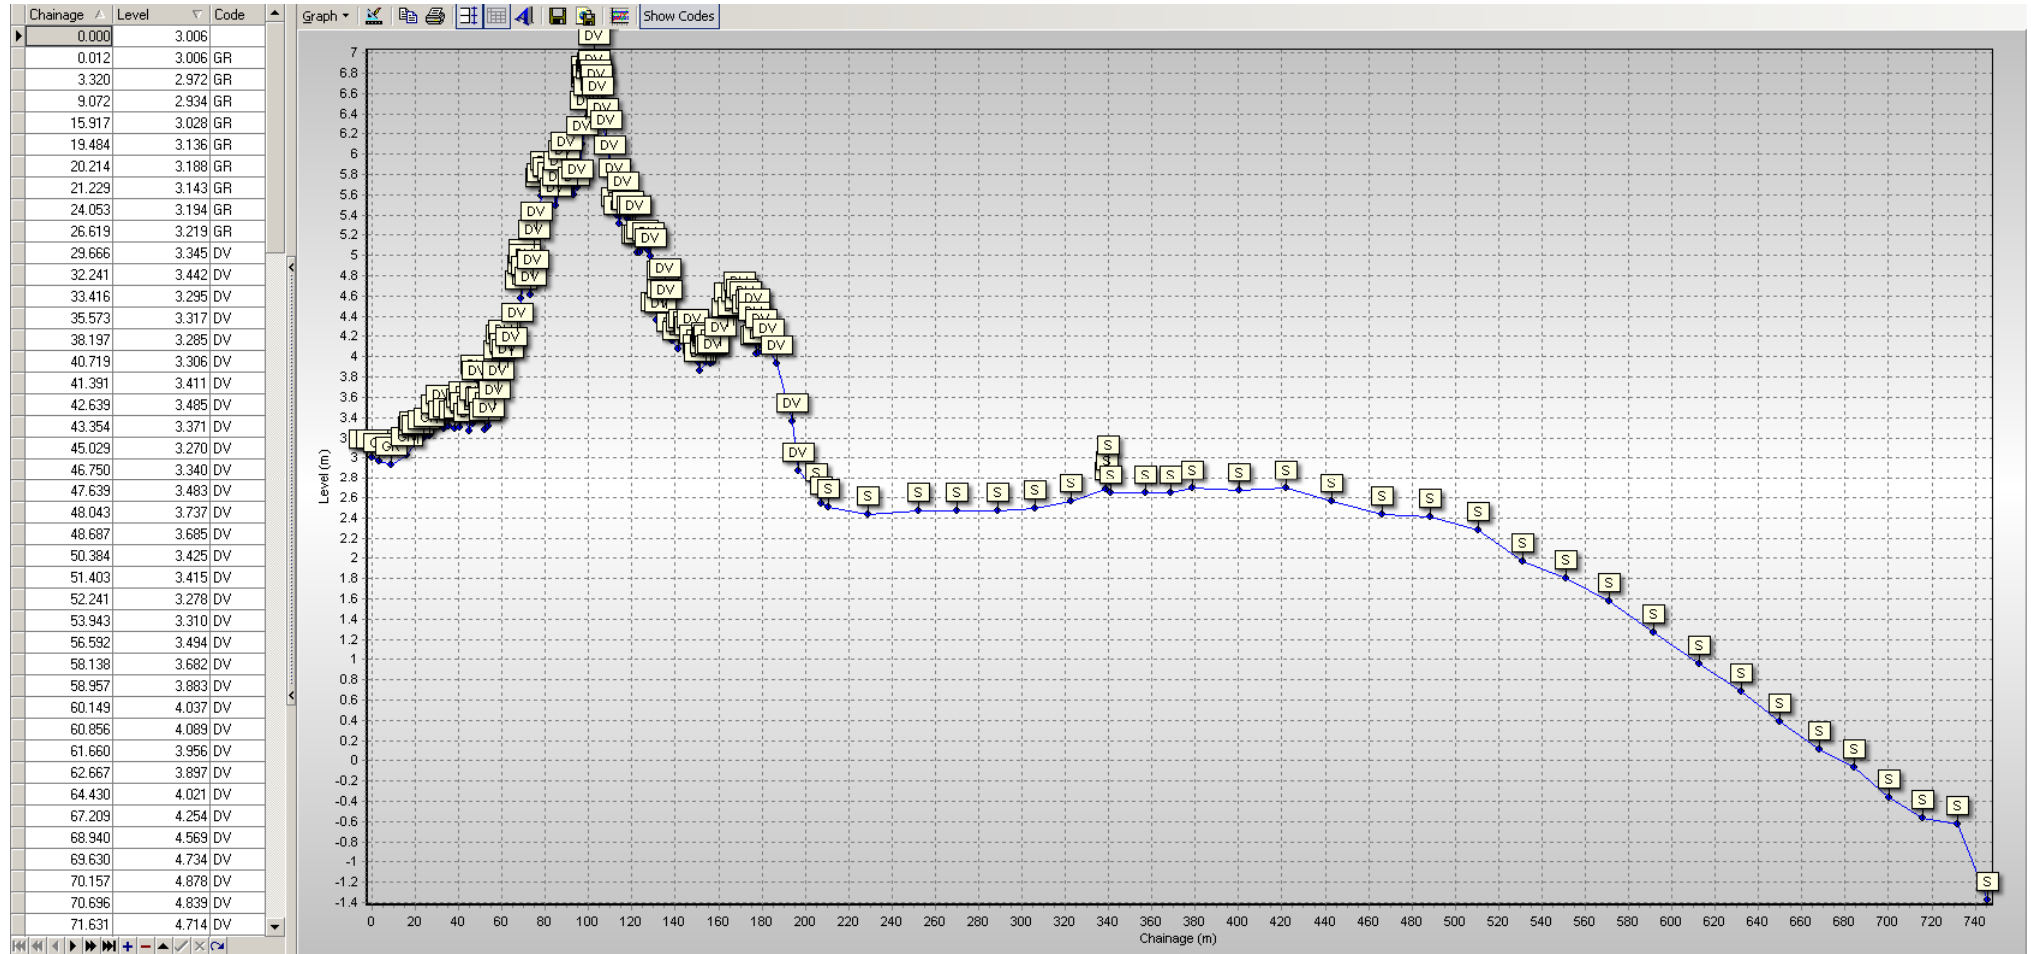 Chainage Level Code
0.000 3.006
0.012 3.006 GR
3.320 2.972 GR
9.072 2.934 GR
15.917 3.028 GR
19.484 3.136 GR
20.214 3.188 GR
21.229 3.143 GR
24.053 3.194 GR
26.619 3.219 GR
29.666 3.345 DV
32.241 3.442 DV
33.416 3.295 DV
35.573 3.317 DV
38.197 3.285 DV
40.719 3.306 DV
41.391 3.411 DV
42.639 3.485 DV
43.354 3.371 DV
45.029 3.270 DV
46.750 3.340 DV
47.639 3.483 DV
48.043 3.737 DV
48.687 3.685 DV
50.384 3.425 DV
51.403 3.415 DV
52.241 3.278 DV
53.943 3.310 DV
56.592 3.494 DV
58.138 3.682 DV
58.957 3.883 DV
60.149 4.037 DV
60.856 4.089 DV
61.660 3.956 DV
62.667 3.897 DV
64.430 4.021 DV
67.209 4.254 DV
68.940 4.569 DV
69.630 4.734 DV
70.157 4.878 DV
70.696 4.839 DV
71.631 4.714 DV
Graph Show Codes
Level (m)
7
6.8
6.6
6.4
6.2
6
5.8
5.6
5.4
5.2
5
4.8
4.6
4.4
4.2
4
3.8
3.6
3.4
3
2.8
2.6
2.4
2.2
2
1.8
1.6
1.4
1.2
1
0.8
0.6
0.4
0.2
0
-0.2
-0.4
-0.6
-0.8
-1
-1.2
-1.4
DV DV DV DV DV DV DV DV DV DV DV DV DV DV DV DV DV
S S S S S S S S S S S S S S S S S S S S S S S S S S S S S S S S
0 20 40 60 80 100 120 140 160 180 200 220 240 260 280 300 320 340 360 380 400 420 440 460 480 500 520 540 560 580 600 620 640 660 680 700 720 740
Chainage (m)